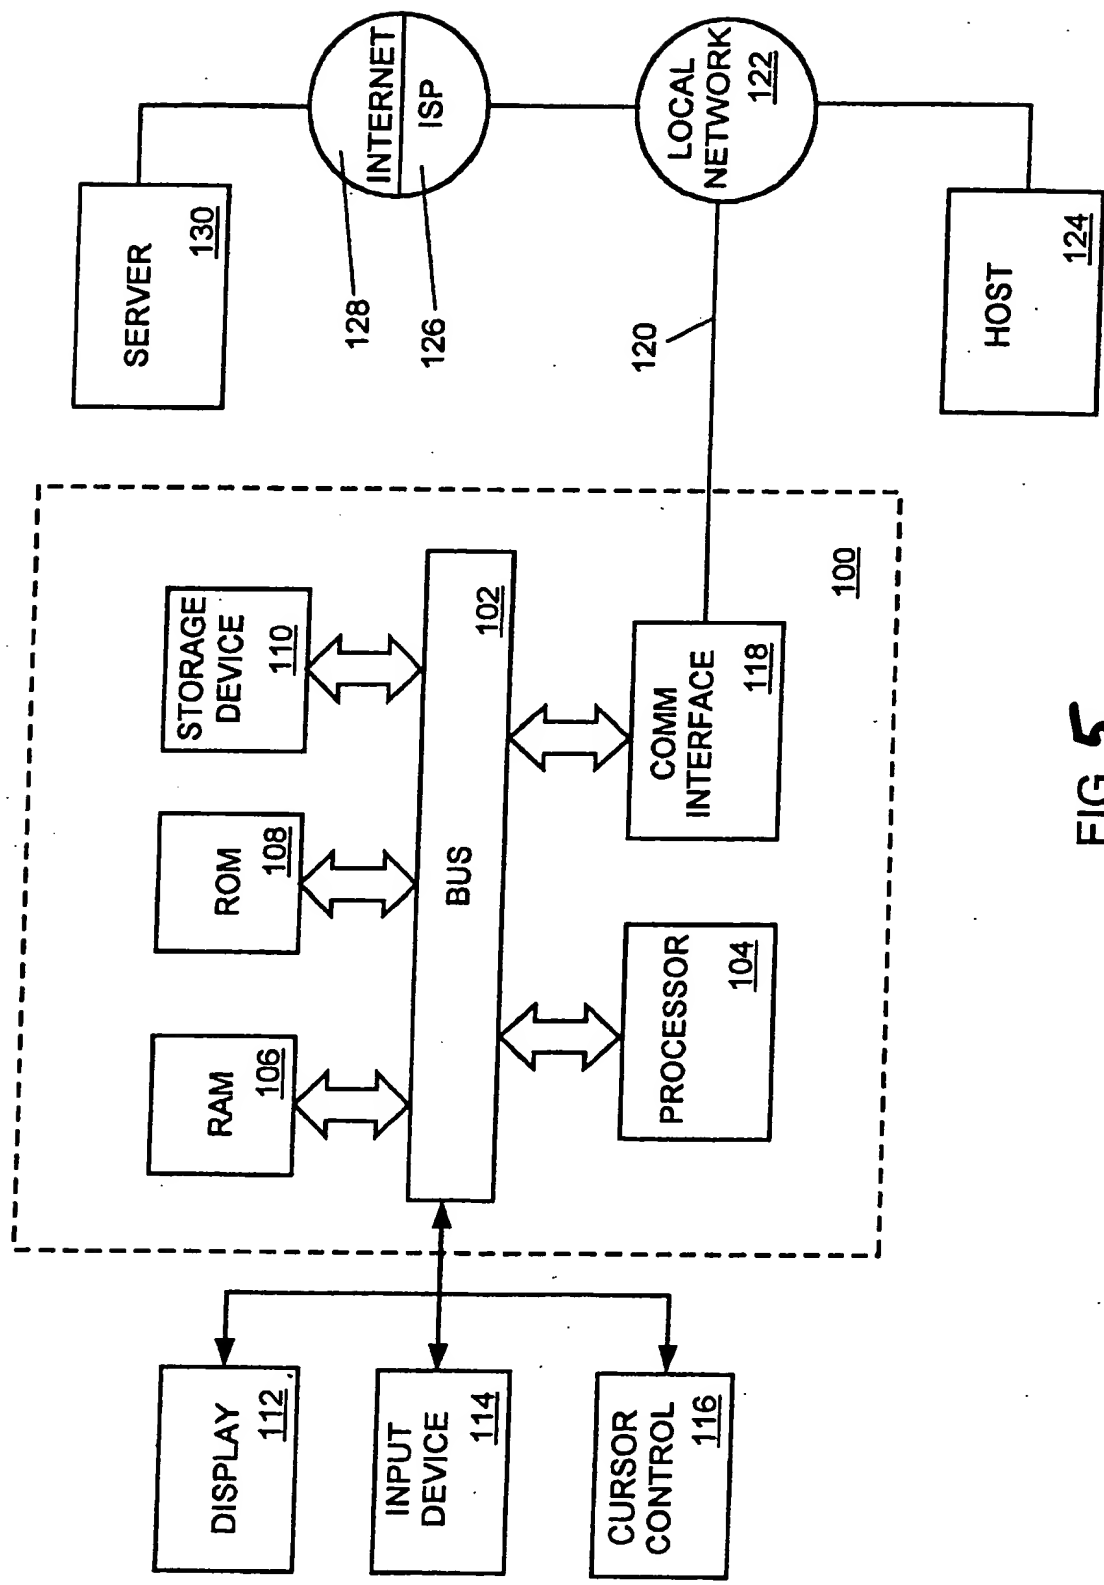 DISPLAY
112
INPUT
DEVICE
114
CURSOR
CONTROL
116
RAM
106
ROM
108
STORAGE
DEVICE
110
BUS
102
PROCESSOR
104
COMM
INTERFACE
118
100
SERVER
130
128
INTERNET
126
ISP
120
LOCAL
NETWORK
122
HOST
124
FIG 5